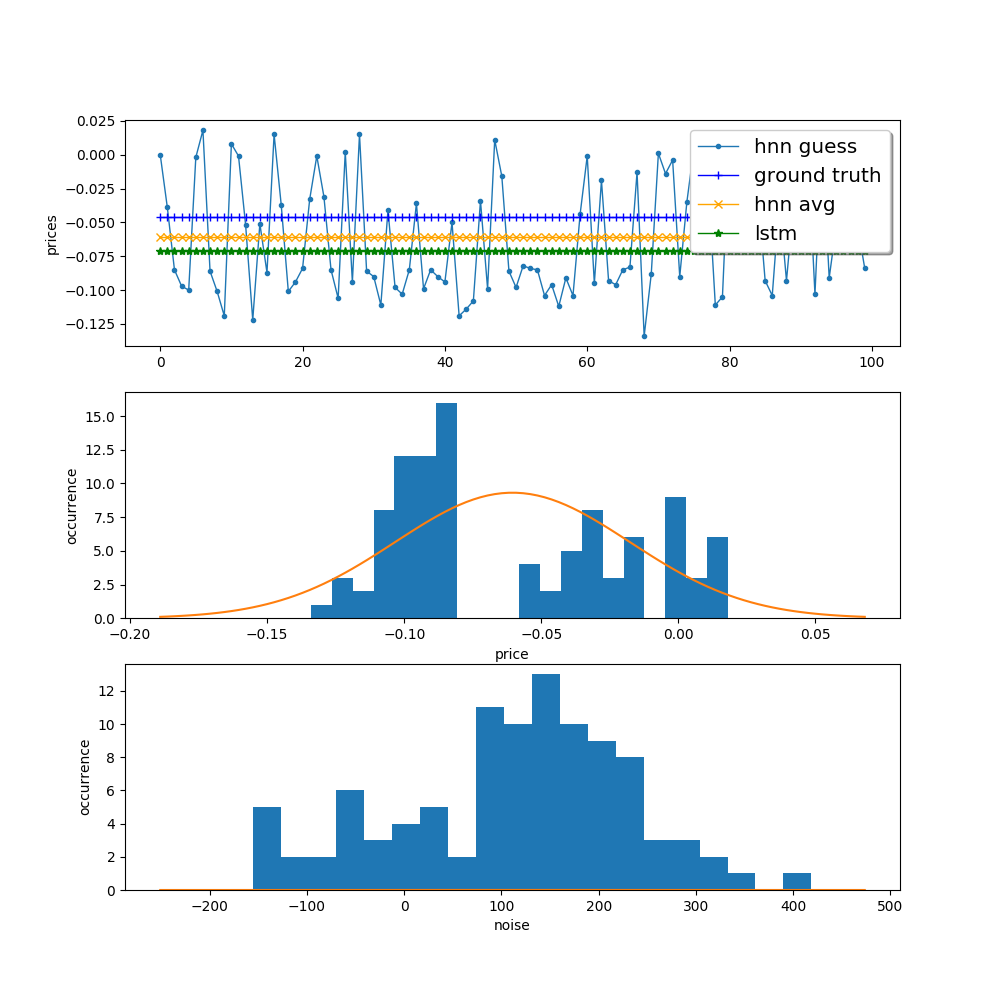 0.025
0.000
−0.025
−0.050
−0.075
−0.100
−0.125
prices
hnn guess
ground truth
hnn avg
lstm
0 20 40 60 80 100
15.0
12.5
10.0
7.5
5.0
2.5
0.0
occurrence
−0.20 −0.15 −0.10 −0.05 0.00 0.05
price
12
10
8
6
4
2
0
occurrence
−200 −100 0 100 200 300 400 500
noise